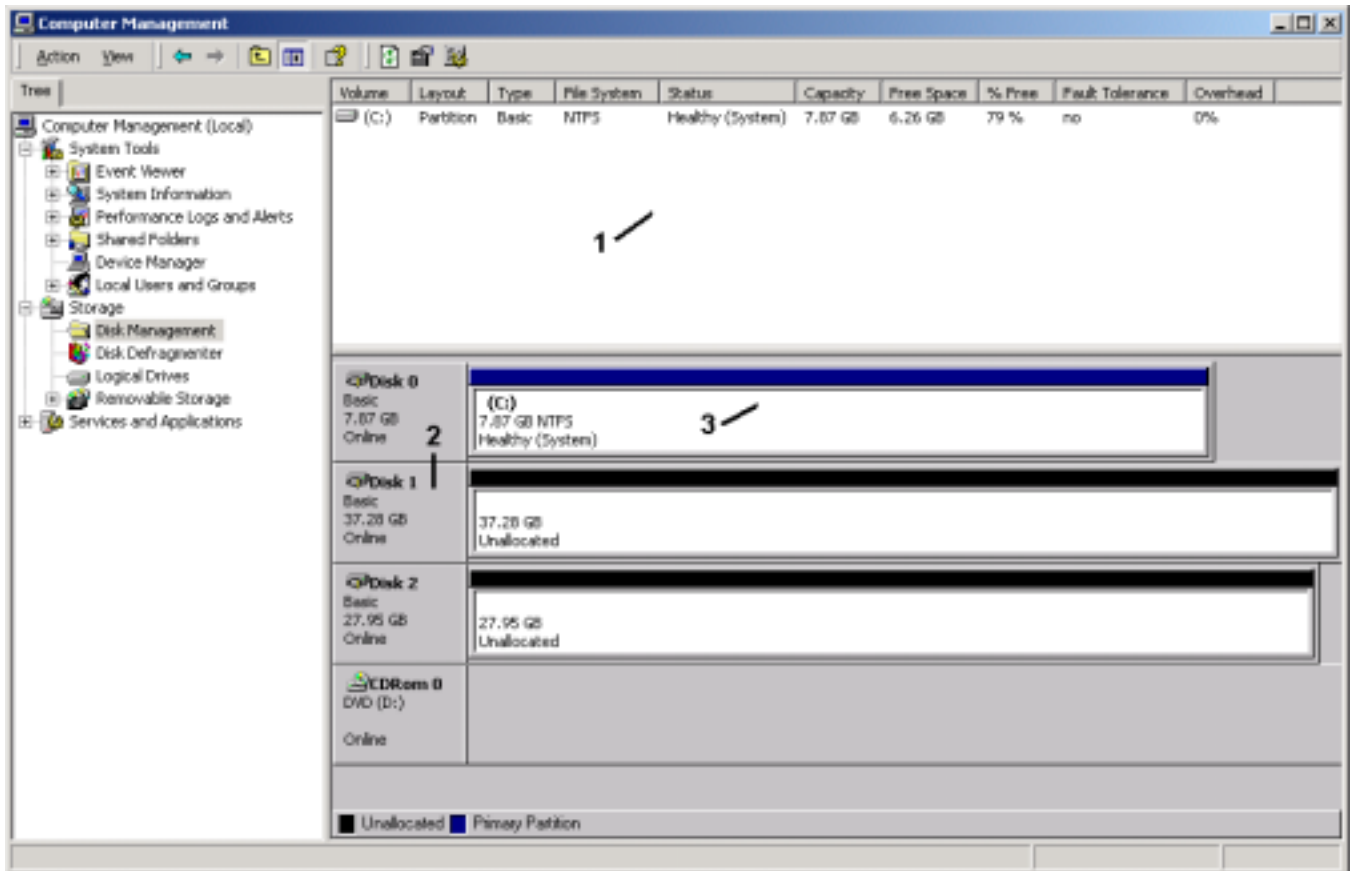 Computer Management
Action View
Tree
Computer Management (Local)
System Tools
Event Viewer
System Information
Performance Logs and Alerts
Shared Folders
Device Manager
Local Users and Groups
Storage
Disk Management
Disk Defragmenter
Logical Drives
Removable Storage
Services and Applications
Volume Layout Type File System Status Capacity Free Space % Free Fault Tolerance Overhead
(C:) Partition Basic NTFS Healthy (System) 7.87 GB 6.26 GB 79 % no 0%
1
Disk 0
Basic
7.87 GB
Online
2
(C:)
7.87 GB NTFS
Healthy (System)
3
Disk 1
Basic
37.28 GB
Online
37.28 GB
Unallocated
Disk 2
Basic
27.95 GB
Online
27.95 GB
Unallocated
CDRom 0
DVD (D:)
Online
Unallocated Primary Partition